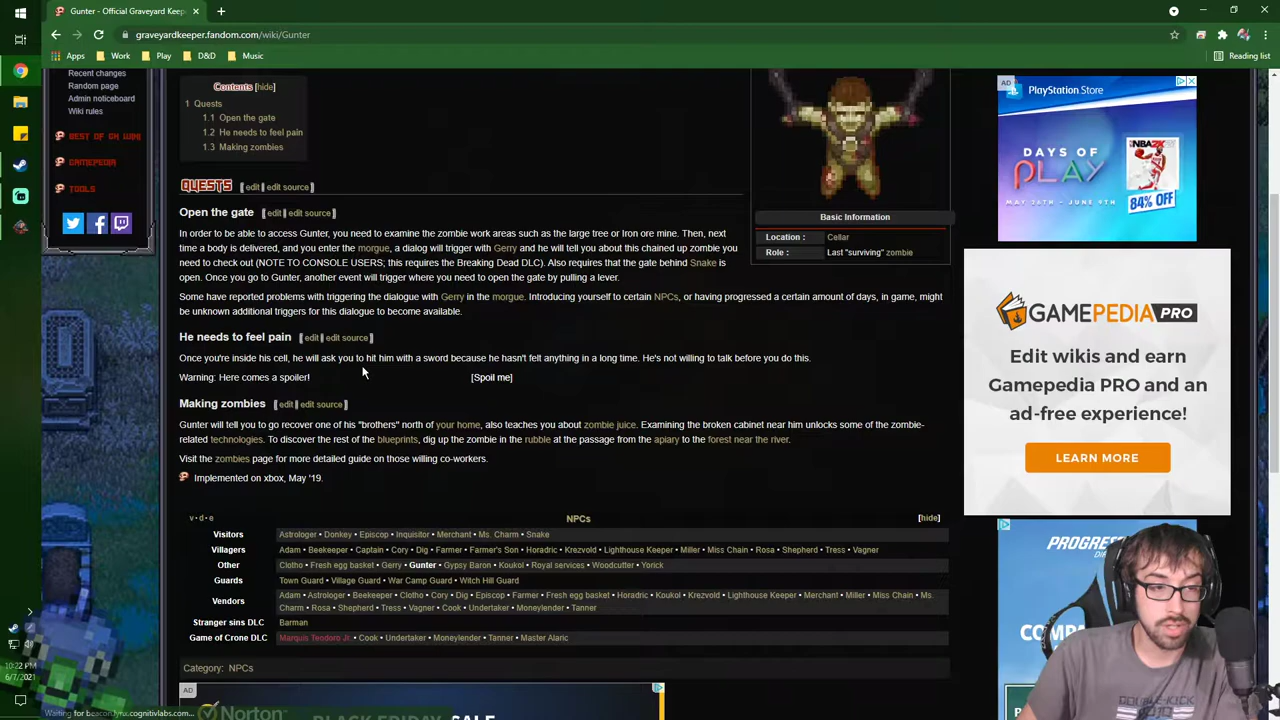 Gunter - Official Graveyard Keep
graveyardkeeper.fandom.com/wiki/Gunter
Apps Work Play D&D Music Reading list
Recent changes
Random page
Admin noticeboard
Wiki rules
BEST OF GK WIKI
GAMEPEDIA
TOOLS
Contents [hide]
1 Quests
1.1 Open the gate
1.2 He needs to feel pain
1.3 Making zombies
QUESTS [ edit | edit source ]
Open the gate [ edit | edit source ]
In order to be able to access Gunter, you need to examine the zombie work areas such as the large tree or Iron ore mine. Then, next
time a body is delivered, and you enter the morgue, a dialog will trigger with Gerry and he will tell you about this chained up zombie you
need to check out (NOTE TO CONSOLE USERS; this requires the Breaking Dead DLC). Also requires that the gate behind Snake is
open. Once you go to Gunter, another event will trigger where you need to open the gate by pulling a lever.
Some have reported problems with triggering the dialogue with Gerry in the morgue. Introducing yourself to certain NPCs, or having progressed a certain amount of days, in game, might
be unknown additional triggers for this dialogue to become available.
He needs to feel pain [ edit | edit source ]
Once you're inside his cell, he will ask you to hit him with a sword because he hasn't felt anything in a long time. He's not willing to talk before you do this.
Warning: Here comes a spoiler! [Spoil me]
Making zombies [ edit | edit source ]
Gunter will tell you to go recover one of his "brothers" north of your home, also teaches you about zombie juice. Examining the broken cabinet near him unlocks some of the zombie-
related technologies. To discover the rest of the blueprints, dig up the zombie in the rubble at the passage from the apiary to the forest near the river.
Visit the zombies page for more detailed guide on those willing co-workers.
Implemented on xbox, May '19.
Basic Information
Location : Cellar
Role : Last "surviving" zombie
v·d·e NPCs [hide]
Visitors Astrologer • Donkey • Episcop • Inquisitor • Merchant • Ms. Charm • Snake
Villagers Adam • Beekeeper • Captain • Cory • Dig • Farmer • Farmer's Son • Horadric • Krezvold • Lighthouse Keeper • Miller • Miss Chain • Rosa • Shepherd • Tress • Vagner
Other Clotho • Fresh egg basket • Gerry • Gunter • Gypsy Baron • Koukol • Royal services • Woodcutter • Yorick
Guards Town Guard • Village Guard • War Camp Guard • Witch Hill Guard
Vendors Adam • Astrologer • Beekeeper • Clotho • Cory • Dig • Episcop • Farmer • Fresh egg basket • Horadric • Koukol • Krezvold • Lighthouse Keeper • Merchant • Miller • Miss Chain • Ms.
Charm • Rosa • Shepherd • Tress • Vagner • Cook • Undertaker • Moneylender • Tanner
Stranger sins DLC Barman
Game of Crone DLC Marquis Teodoro Jr. • Cook • Undertaker • Moneylender • Tanner • Master Alaric
Category: NPCs
AD
PlayStation Store
DAYS OF
PLAY
MAY 26TH - JUNE 9TH
NBA2K
84% OFF
GAMEPEDIA PRO
Edit wikis and earn
Gamepedia PRO and an
ad-free experience!
LEARN MORE
PROGRE
AD
Norton
BLACK FRIDAY SALE
10:22 PM
6/7/2021
Waiting for beacon.lynx.cognitivlabs.com...
DOUBLE-KICK